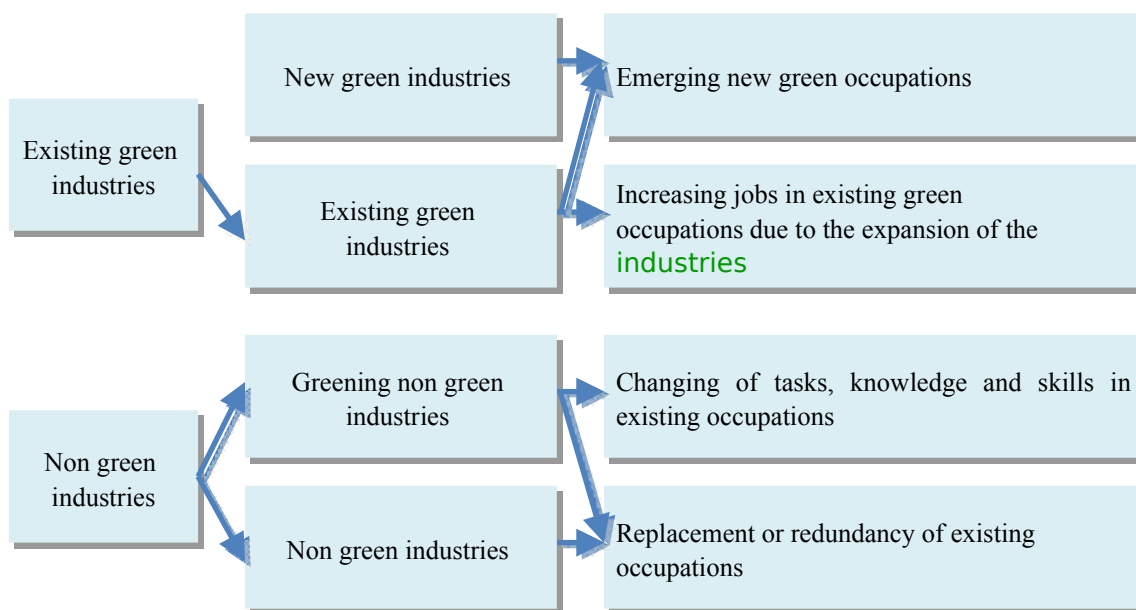 New green industries
Emerging new green occupations
Existing green
industries
Existing green
industries
Increasing jobs in existing green
occupations due to the expansion of the
industries
Greening non green
industries
Changing of tasks, knowledge and skills in
existing occupations
Non green
industries
Non green industries
Replacement or redundancy of existing
occupations